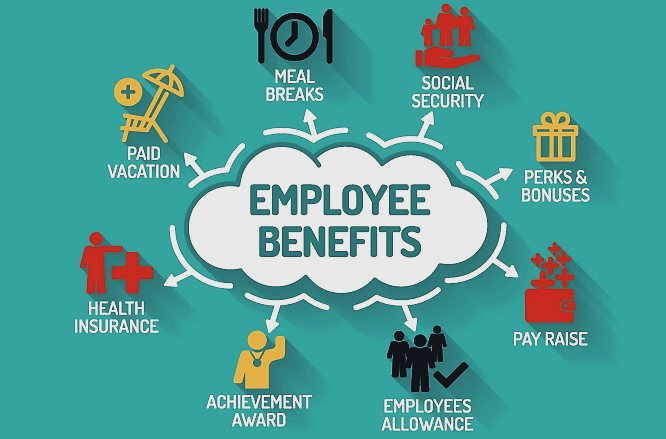 MEAL
BREAKS
SOCIAL
SECURITY
PAID
VACATION
PERKS &
BONUSES
EMPLOYEE
BENEFITS
HEALTH
INSURANCE
PAY RAISE
ACHIEVEMENT
AWARD
EMPLOYEES
ALLOWANCE